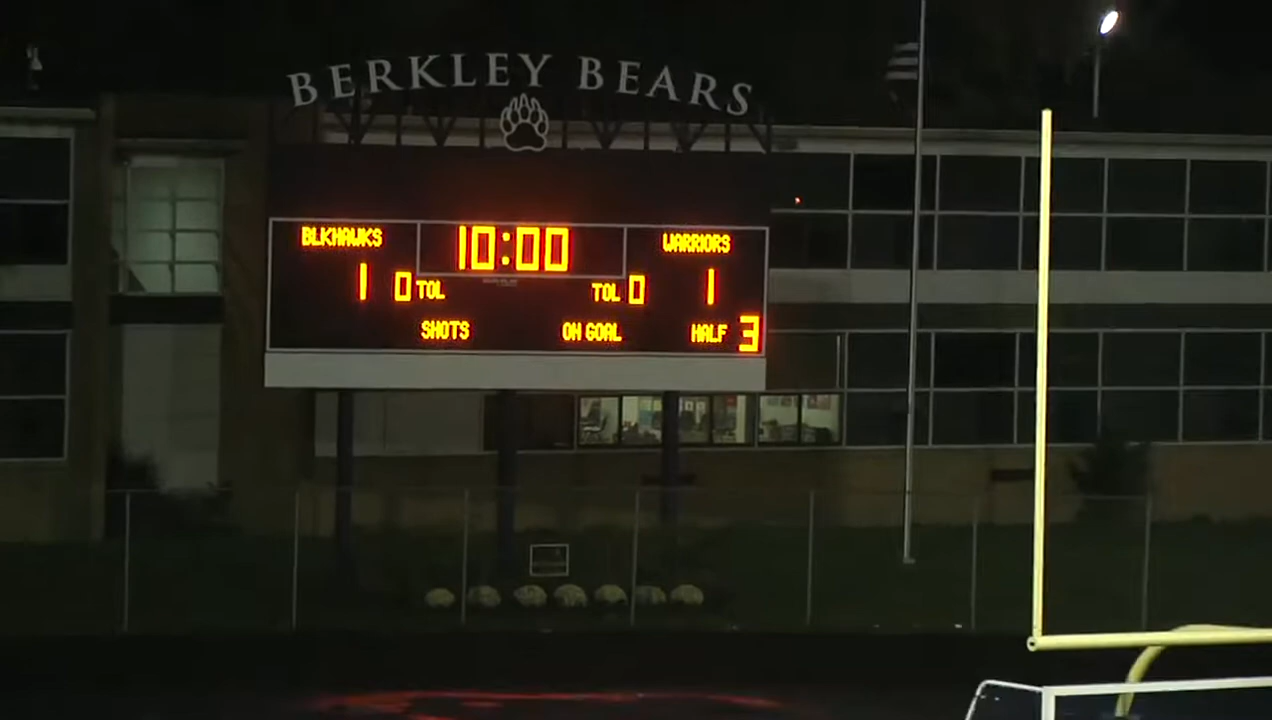 BERKLEY BEARS
BLKHAWKS 10:00 WARRIORS
1 0 TOL TOL 0 1
SHOTS ON GOAL HALF 3